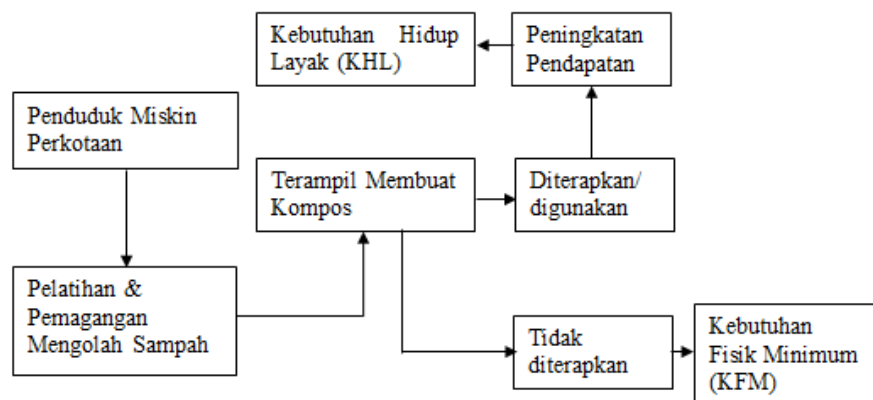 Kebutuhan Hidup
Layak (KHL)
Peningkatan
Pendapatan
Penduduk Miskin
Perkotaan
Terampil Membuat
Kompos
Diterapkan/
digunakan
Pelatihan &
Pemagangan
Mengolah Sampah
Tidak
diterapkan
Kebutuhan
Fisik Minimum
(KFM)